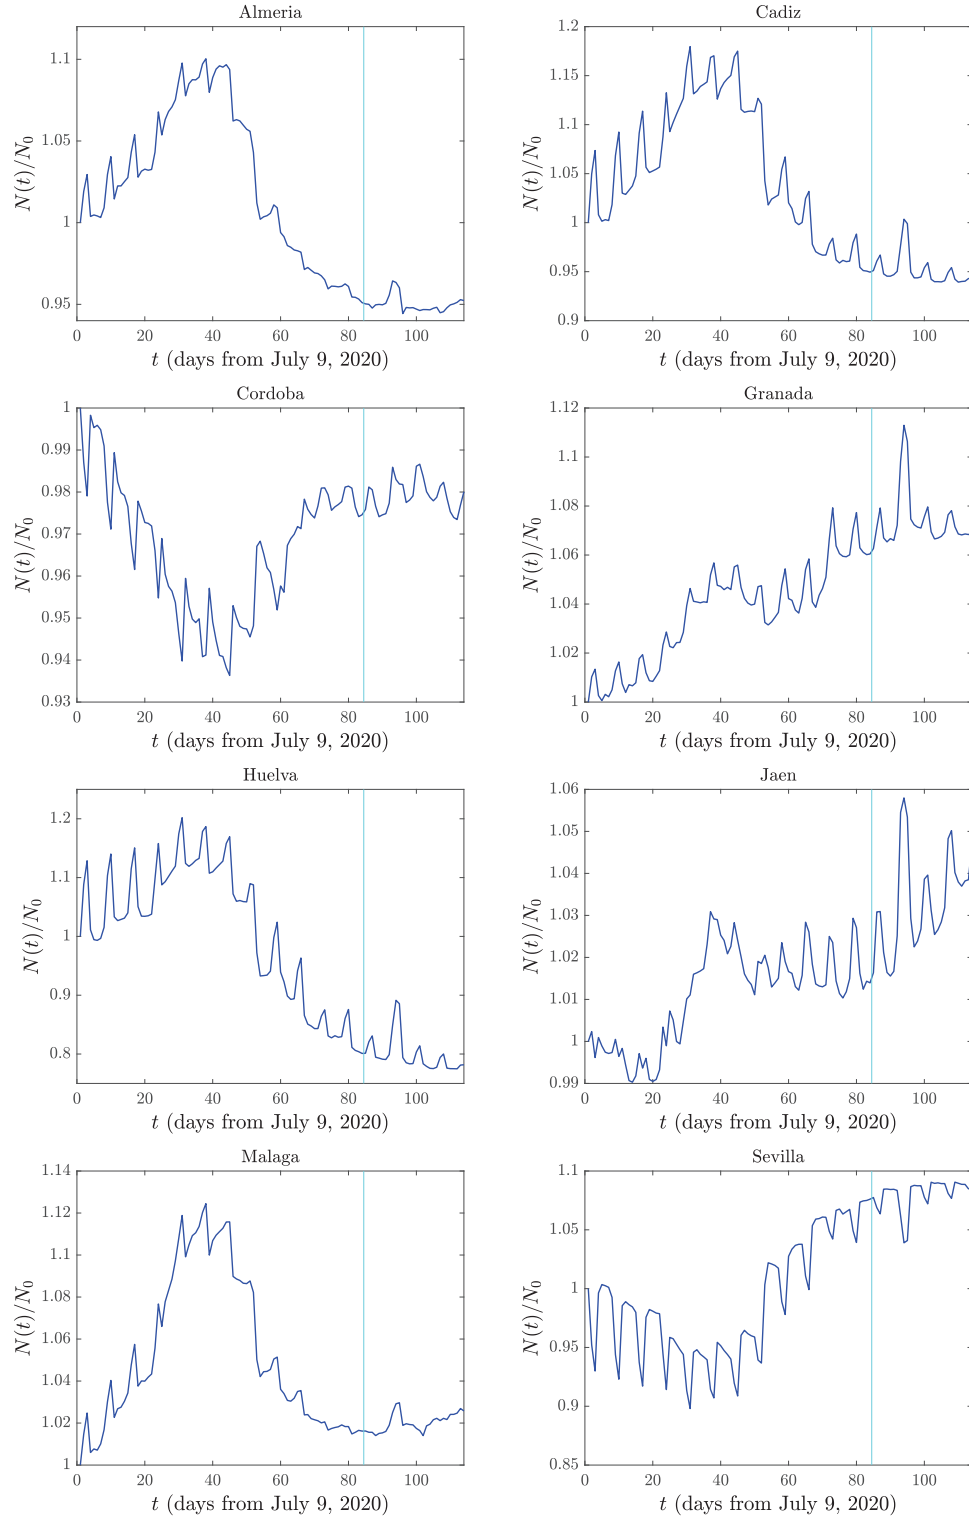 Almeria
Cadiz
1.1
1.05
1
0.95
N(t)/N₀
0 20 40 60 80 100
t (days from July 9, 2020)
1.2
1.15
1.1
1.05
1
0.95
0.9
N(t)/N₀
0 20 40 60 80 100
t (days from July 9, 2020)
Cordoba
Granada
1
0.99
0.98
0.97
0.96
0.95
0.94
0.93
N(t)/N₀
0 20 40 60 80 100
t (days from July 9, 2020)
1.12
1.1
1.08
1.06
1.04
1.02
1
N(t)/N₀
0 20 40 60 80 100
t (days from July 9, 2020)
Huelva
Jaen
1.2
1.1
1
0.9
0.8
N(t)/N₀
0 20 40 60 80 100
t (days from July 9, 2020)
1.06
1.05
1.04
1.03
1.02
1.01
1
0.99
N(t)/N₀
0 20 40 60 80 100
t (days from July 9, 2020)
Malaga
Sevilla
1.14
1.12
1.1
1.08
1.06
1.04
1.02
1
N(t)/N₀
0 20 40 60 80 100
t (days from July 9, 2020)
1.1
1.05
1
0.95
0.9
0.85
N(t)/N₀
0 20 40 60 80 100
t (days from July 9, 2020)